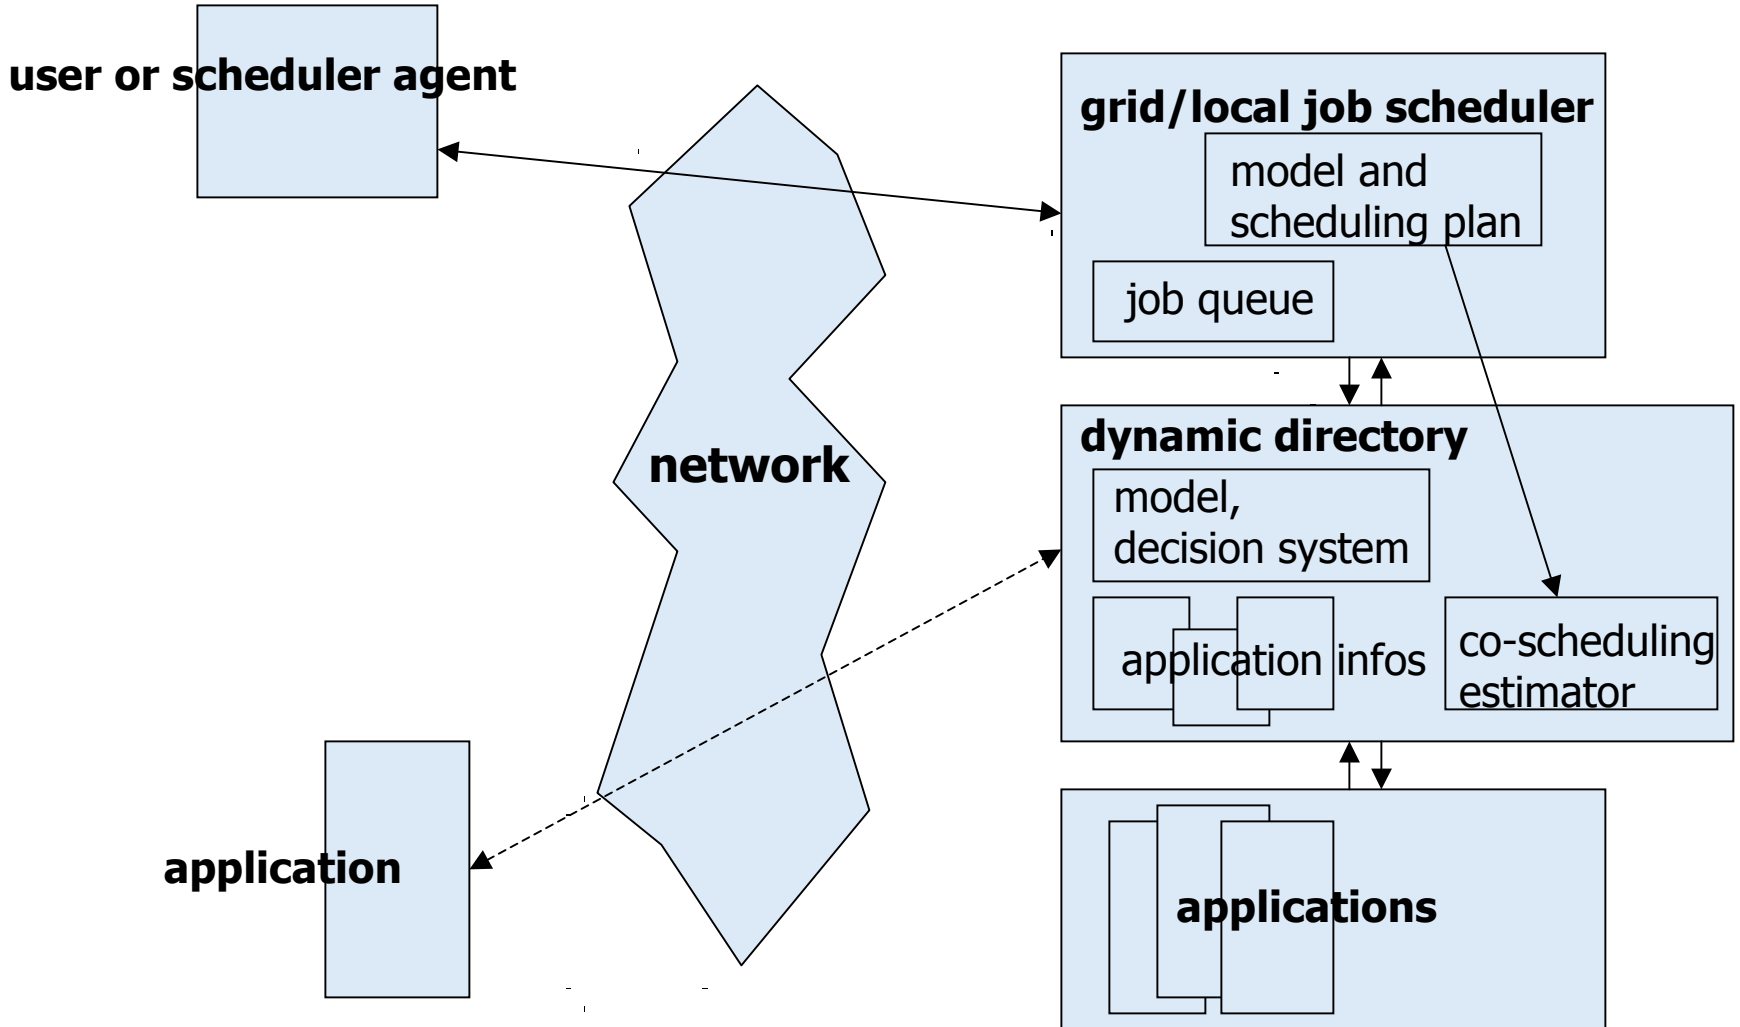 user or scheduler agent
grid/local job scheduler
model and
scheduling plan
job queue
network
dynamic directory
model,
decision system
application infos
co-scheduling
estimator
application
applications